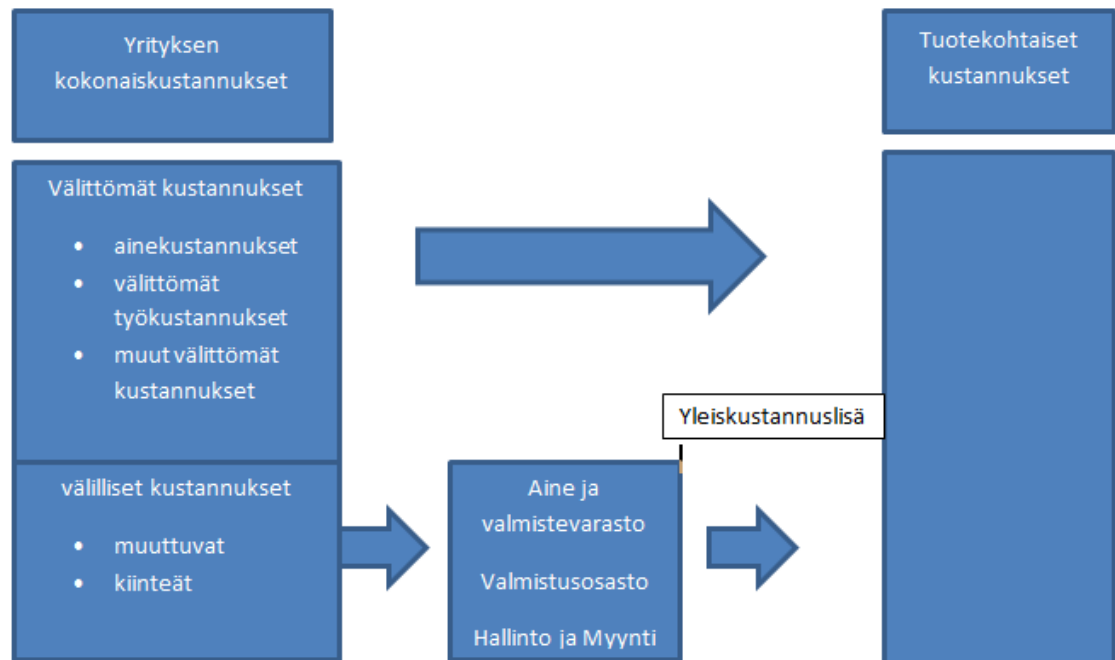 Yrityksen
kokonaiskustannukset
Tuotekohtaiset
kustannukset
Välittömät kustannukset
• ainekustannukset
• välittömät
työkustannukset
• muut välittömät
kustannukset
Yleiskustannuslisä
välilliset kustannukset
• muuttuvat
• kiinteät
Aine ja
valmistevarasto
Valmistusosasto
Hallinto ja Myynti